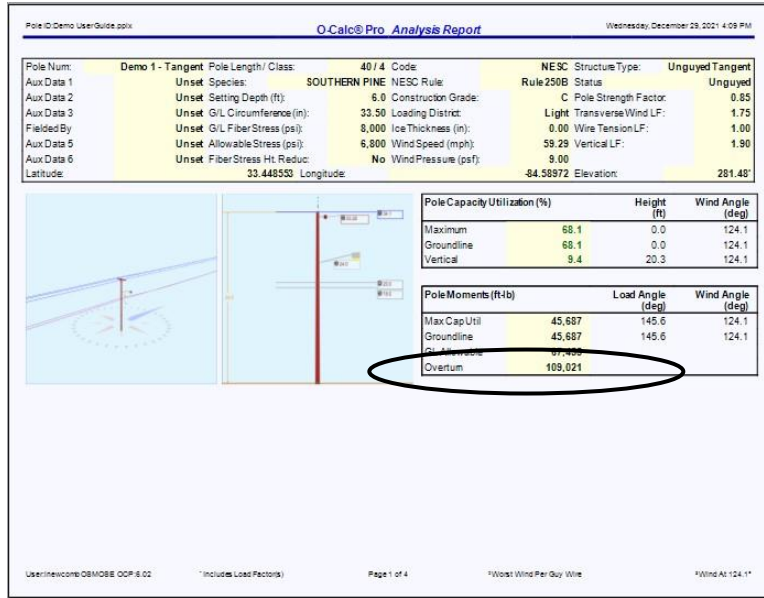 Pole ID:Demo UserGuide.pplx O-Calc® Pro Analysis Report Wednesday, December 29, 2021 4:09 PM
Pole Num: Demo 1 - Tangent Pole Length / Class: 40 / 4 Code: NESC Structure Type: Unguyed Tangent
Aux Data 1 Unset Species: SOUTHERN PINE NESC Rule: Rule 250B Status Unguyed
Aux Data 2 Unset Setting Depth (ft): 6.0 Construction Grade: C Pole Strength Factor: 0.85
Aux Data 3 Unset G/L Circumference (in): 33.50 Loading District: Light Transverse Wind LF: 1.75
Fielded By Unset G/L Fiber Stress (psi): 8,000 Ice Thickness (in): 0.00 Wire Tension LF: 1.00
Aux Data 5 Unset Allowable Stress (psi): 6,800 Wind Speed (mph): 59.29 Vertical LF: 1.90
Aux Data 6 Unset Fiber Stress Ht. Reduc: No Wind Pressure (psf): 9.00
Latitude: 33.448553 Longitude: -84.58972 Elevation: 281.48'
Pole Capacity Utilization (%) Height (ft) Wind Angle (deg)
Maximum 68.1 0.0 124.1
Groundline 68.1 0.0 124.1
Vertical 9.4 20.3 124.1
Pole Moments (ft-lb) Load Angle (deg) Wind Angle (deg)
Max Cap Util 45,687 145.6 124.1
Groundline 45,687 145.6 124.1
GL Allowable
Overturn 109,021
User:lnewcomb OSMOSE OCP:6.02 * Includes Load Factor(s) Page 1 of 4 ²Worst Wind Per Guy Wire ³Wind At 124.1°